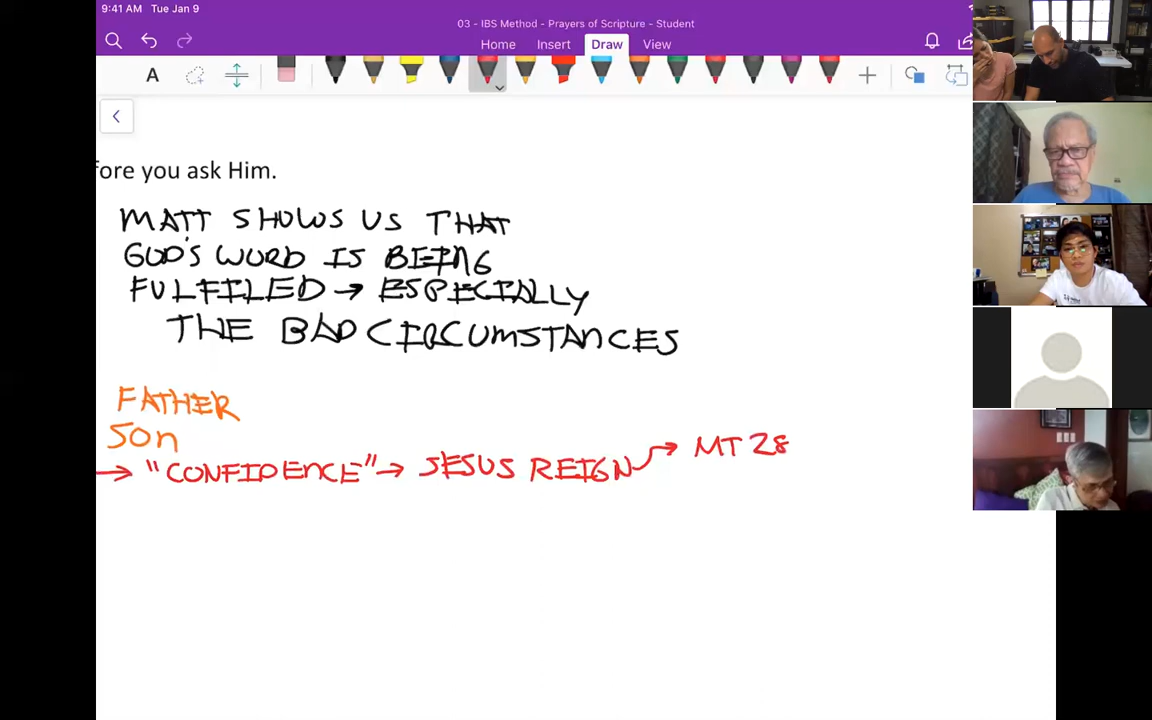 9:41 AM Tue Jan 9
03 - IBS Method - Prayers of Scripture - Student
Home Insert Draw View
A
fore you ask Him.
MATT SHOWS US THAT
GOD'S WORD IS BEING
FULFILED → ESPECIALLY
THE BAD CIRCUMSTANCES
FATHER
SON
→ "CONFIDENCE" → JESUS REIGN → MT 28